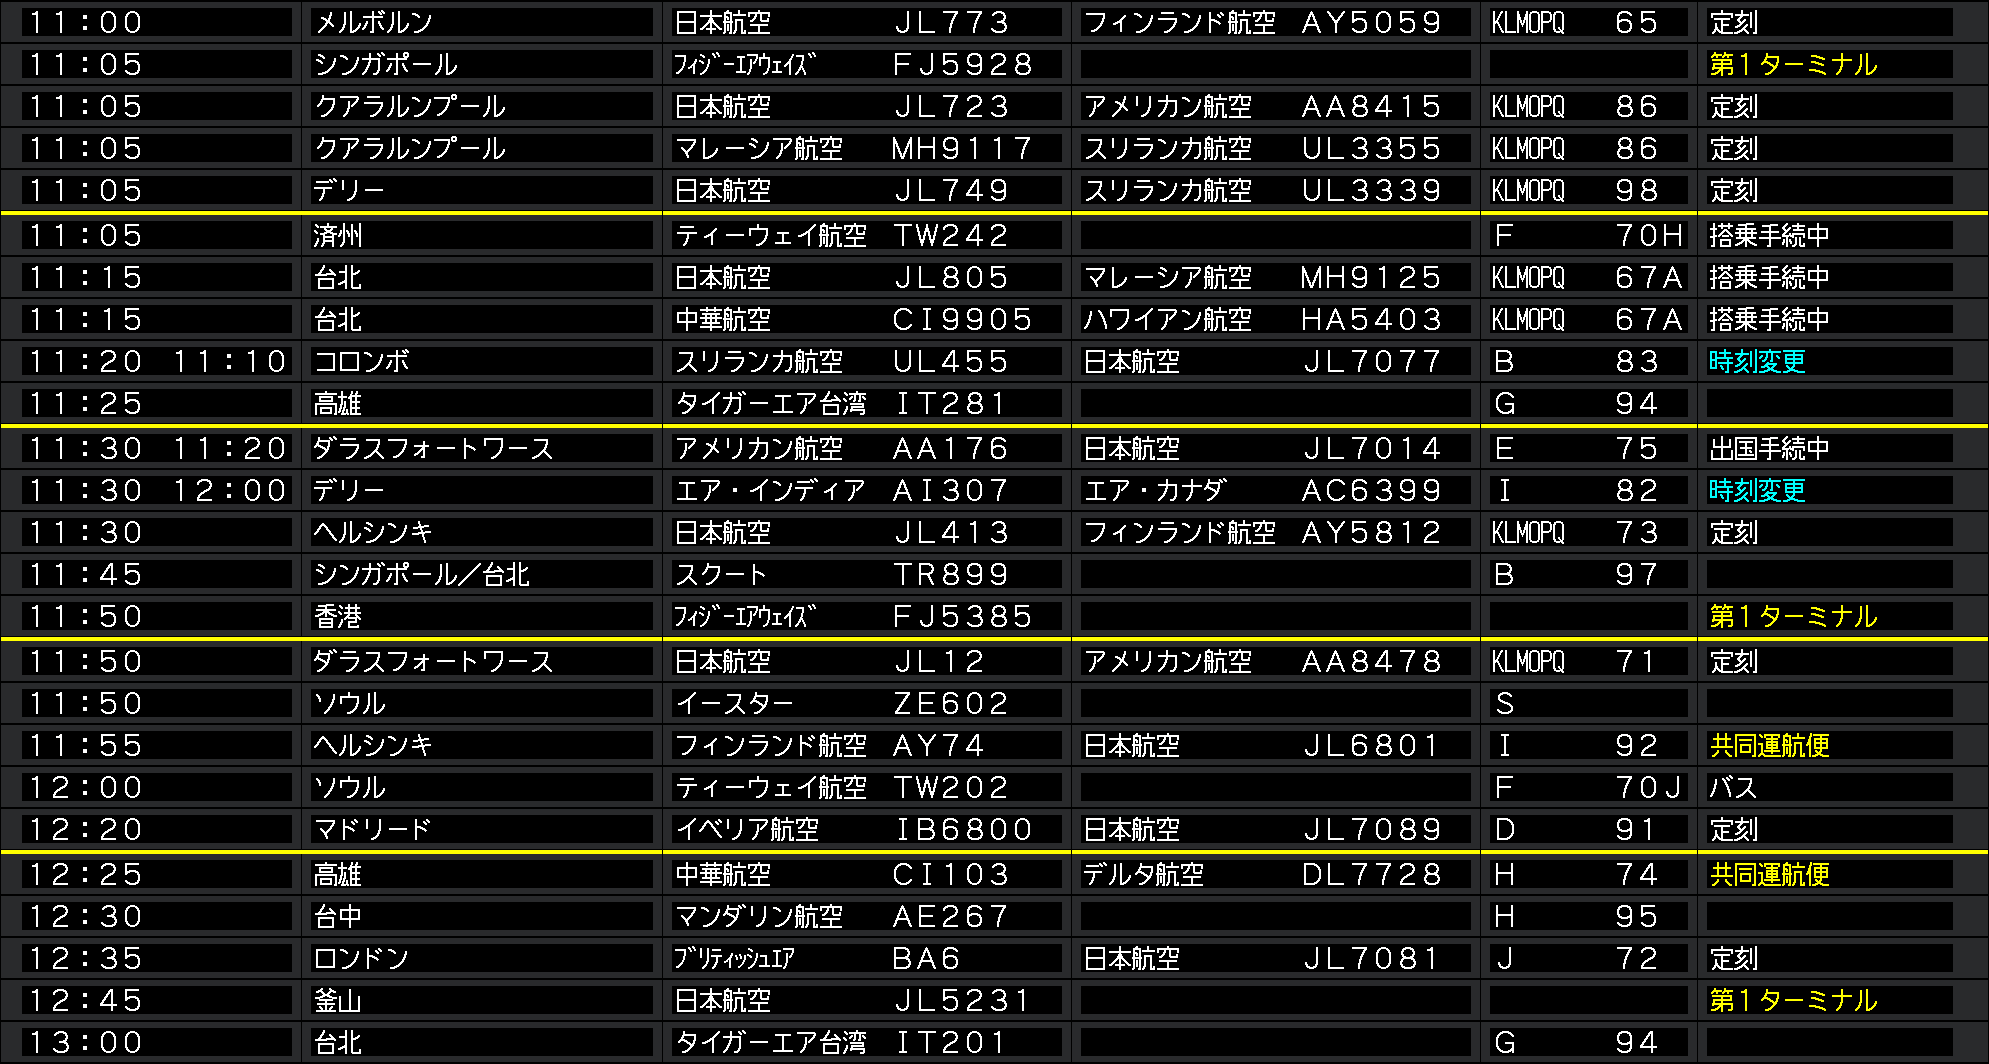 11:00 メルボルン 日本航空 JL773 フィンランド航空 AY5059 KLMOPQ 65 定刻
11:05 シンガポール ﾌｨｼﾞｰｴｱｳｪｲｽﾞ FJ5928 第1ターミナル
11:05 クアラルンプール 日本航空 JL723 アメリカン航空 AA8415 KLMOPQ 86 定刻
11:05 クアラルンプール マレーシア航空 MH9117 スリランカ航空 UL3355 KLMOPQ 86 定刻
11:05 デリー 日本航空 JL749 スリランカ航空 UL3339 KLMOPQ 98 定刻
11:05 済州 ティーウェイ航空 TW242 F 70H 搭乗手続中
11:15 台北 日本航空 JL805 マレーシア航空 MH9125 KLMOPQ 67A 搭乗手続中
11:15 台北 中華航空 CI9905 ハワイアン航空 HA5403 KLMOPQ 67A 搭乗手続中
11:20 11:10 コロンボ スリランカ航空 UL455 日本航空 JL7077 B 83 時刻変更
11:25 高雄 タイガーエア台湾 IT281 G 94
11:30 11:20 ダラスフォートワース アメリカン航空 AA176 日本航空 JL7014 E 75 出国手続中
11:30 12:00 デリー エア・インディア AI307 エア・カナダ AC6399 I 82 時刻変更
11:30 ヘルシンキ 日本航空 JL413 フィンランド航空 AY5812 KLMOPQ 73 定刻
11:45 シンガポール／台北 スクート TR899 B 97
11:50 香港 ﾌｨｼﾞｰｴｱｳｪｲｽﾞ FJ5385 第1ターミナル
11:50 ダラスフォートワース 日本航空 JL12 アメリカン航空 AA8478 KLMOPQ 71 定刻
11:50 ソウル イースター ZE602 S
11:55 ヘルシンキ フィンランド航空 AY74 日本航空 JL6801 I 92 共同運航便
12:00 ソウル ティーウェイ航空 TW202 F 70J バス
12:20 マドリード イベリア航空 IB6800 日本航空 JL7089 D 91 定刻
12:25 高雄 中華航空 CI103 デルタ航空 DL7728 H 74 共同運航便
12:30 台中 マンダリン航空 AE267 H 95
12:35 ロンドン ﾌﾞﾘﾃｨｯｼｭｴｱ BA6 日本航空 JL7081 J 72 定刻
12:45 釜山 日本航空 JL5231 第1ターミナル
13:00 台北 タイガーエア台湾 IT201 G 94